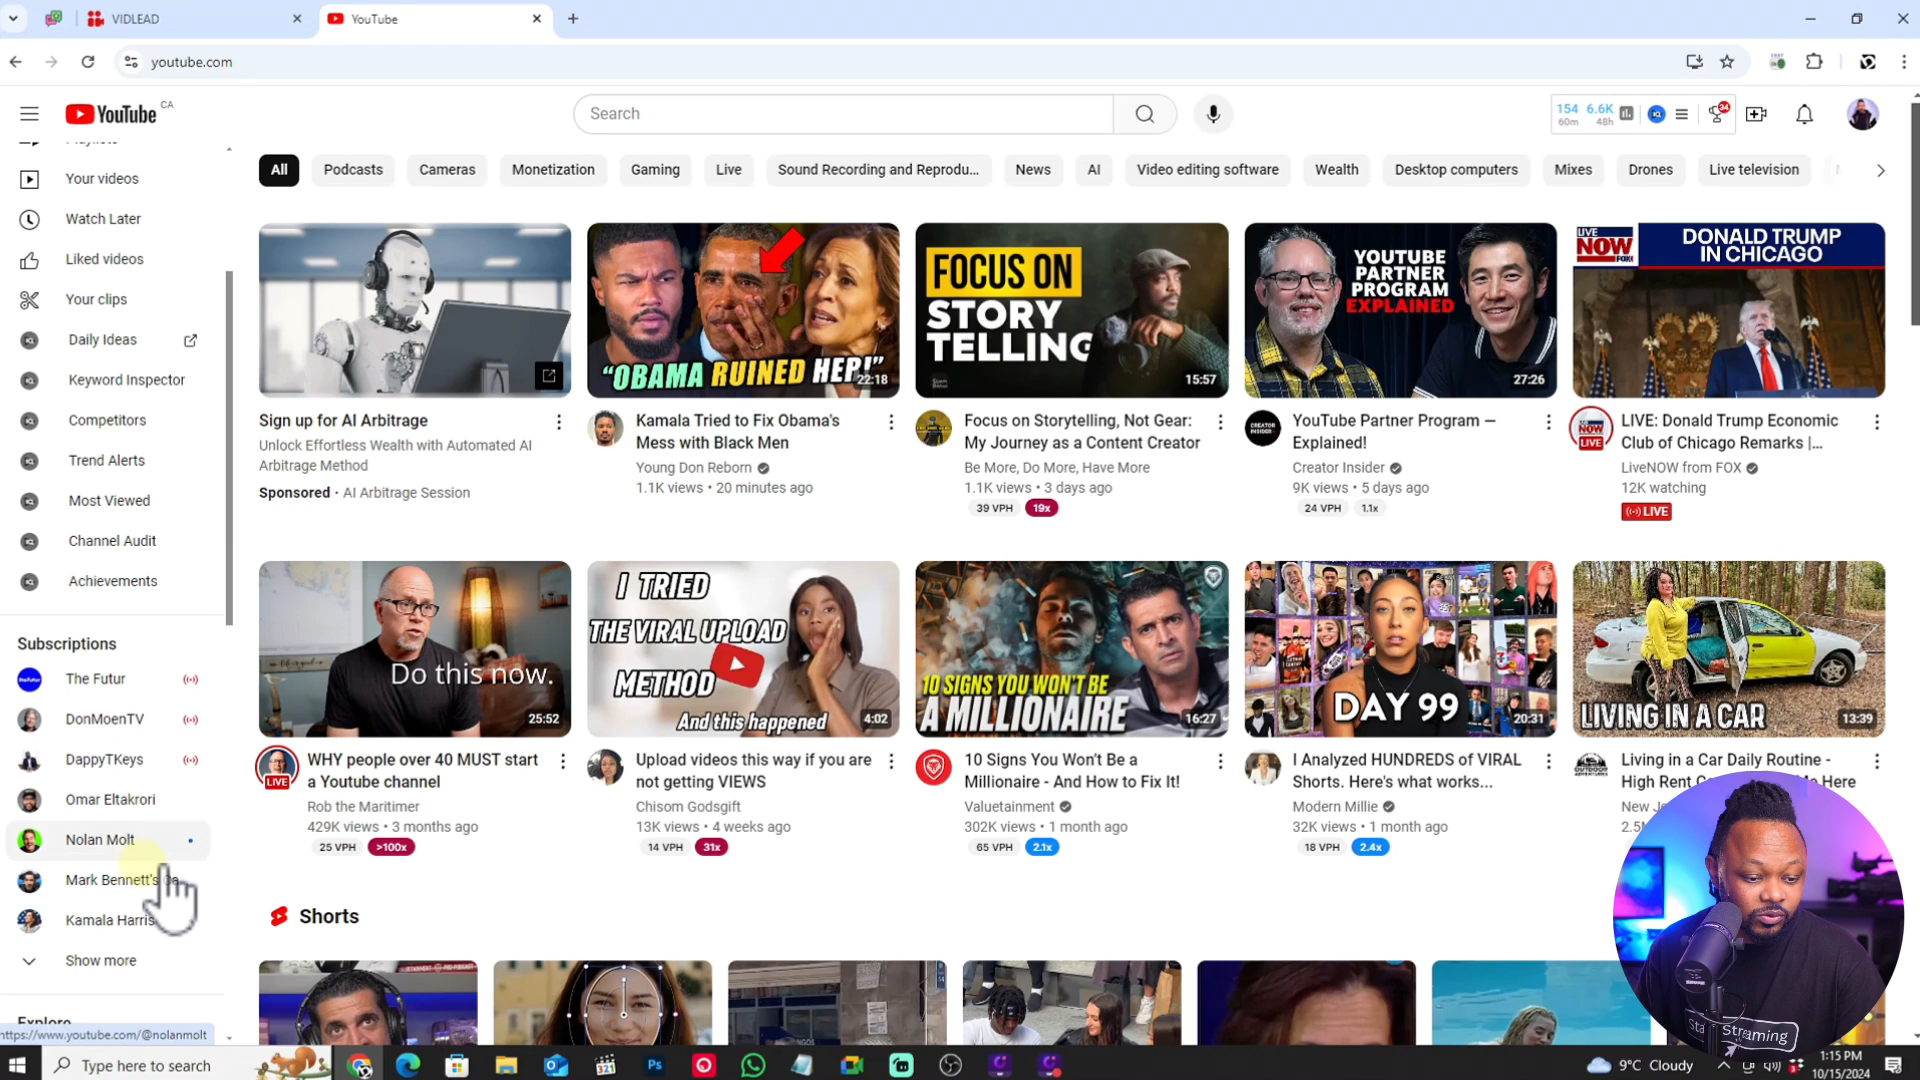 VIDLEAD
YouTube
youtube.com
YouTube CA
Search
154 6.6K
60m 48h
34
All
Podcasts
Cameras
Monetization
Gaming
Live
Sound Recording and Reprodu...
News
AI
Video editing software
Wealth
Desktop computers
Mixes
Drones
Live television
Your videos
Watch Later
Liked videos
Your clips
Daily Ideas
Keyword Inspector
Competitors
Trend Alerts
Most Viewed
Channel Audit
Achievements
Subscriptions
The Futur
DonMoenTV
DappyTKeys
Omar Eltakrori
Nolan Molt
Mark Bennett's
Kamala Harris
Show more
Explore
https://www.youtube.com/@nolanmolt
Sign up for AI Arbitrage
Unlock Effortless Wealth with Automated AI
Arbitrage Method
Sponsored · AI Arbitrage Session
"OBAMA RUINED HER!"
22:18
Kamala Tried to Fix Obama's
Mess with Black Men
Young Don Reborn
1.1K views • 20 minutes ago
FOCUS ON
STORY
TELLING
15:57
Focus on Storytelling, Not Gear:
My Journey as a Content Creator
Be More, Do More, Have More
1.1K views • 3 days ago
39 VPH 19x
YOUTUBE
PARTNER
PROGRAM
EXPLAINED
27:26
CREATOR INSIDER
YouTube Partner Program —
Explained!
Creator Insider
9K views • 5 days ago
24 VPH 1.1x
LIVE
NOW
FOX
DONALD TRUMP
IN CHICAGO
LIVE
LIVE: Donald Trump Economic
Club of Chicago Remarks |...
LiveNOW from FOX
12K watching
LIVE
Do this now.
25:52
LIVE
WHY people over 40 MUST start
a Youtube channel
Rob the Maritimer
429K views • 3 months ago
25 VPH >100x
I TRIED
THE VIRAL UPLOAD
METHOD
And this happened
4:02
Upload videos this way if you are
not getting VIEWS
Chisom Godsgift
13K views • 4 weeks ago
14 VPH 31x
10 SIGNS YOU WON'T BE
A MILLIONAIRE
16:27
10 Signs You Won't Be a
Millionaire - And How to Fix It!
Valuetainment
302K views • 1 month ago
65 VPH 2.1x
DAY 99
20:31
I Analyzed HUNDREDS of VIRAL
Shorts. Here's what works...
Modern Millie
32K views • 1 month ago
18 VPH 2.4x
LIVING IN A CAR
13:39
Living in a Car Daily Routine -
High Rent
Here
New
Shorts
SHURE
Streaming
Type here to search
9°C Cloudy
1:15 PM
10/15/2024